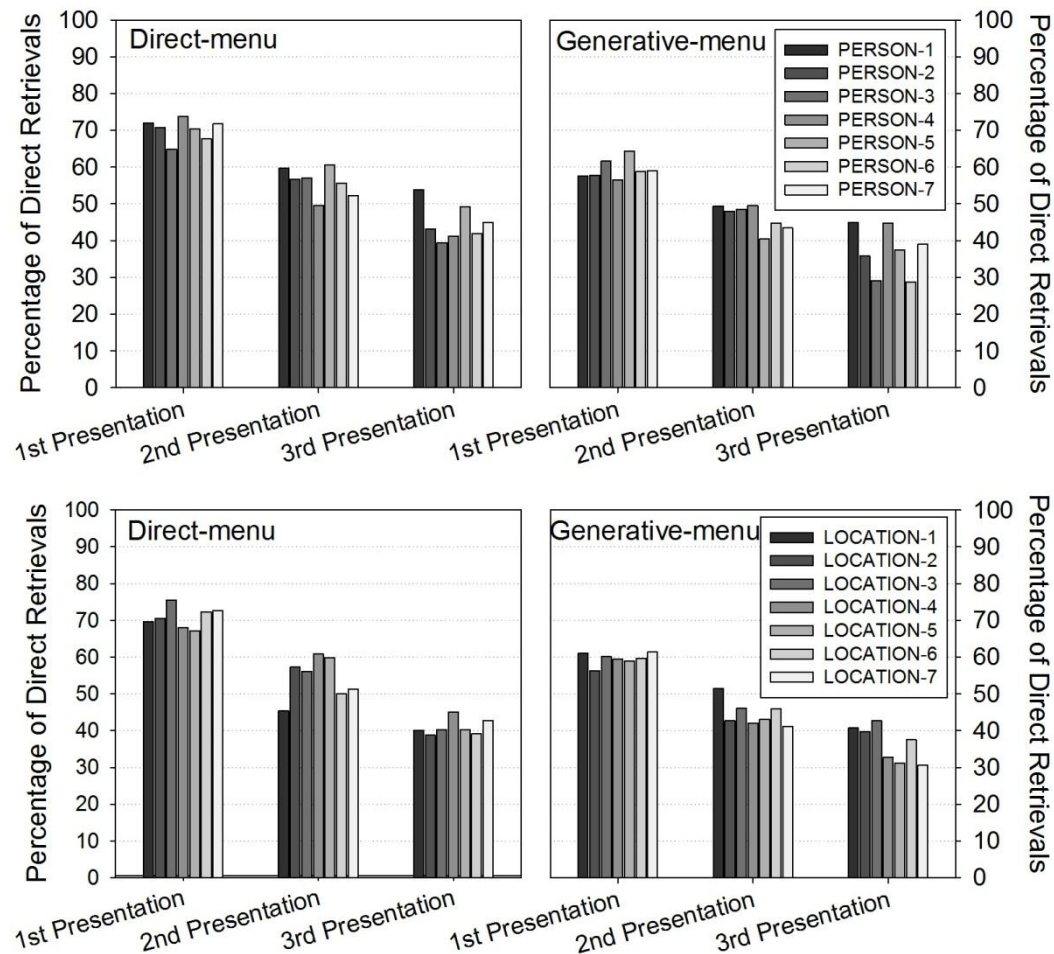 Direct-menu
Generative-menu
Percentage of Direct Retrievals
100
90
80
70
60
50
40
30
20
10
0
1st Presentation
2nd Presentation
3rd Presentation
PERSON-1
PERSON-2
PERSON-3
PERSON-4
PERSON-5
PERSON-6
PERSON-7
1st Presentation
2nd Presentation
3rd Presentation
100
90
80
70
60
50
40
30
20
10
0
Percentage of Direct Retrievals
Direct-menu
Generative-menu
Percentage of Direct Retrievals
100
90
80
70
60
50
40
30
20
10
0
1st Presentation
2nd Presentation
3rd Presentation
LOCATION-1
LOCATION-2
LOCATION-3
LOCATION-4
LOCATION-5
LOCATION-6
LOCATION-7
1st Presentation
2nd Presentation
3rd Presentation
100
90
80
70
60
50
40
30
20
10
0
Percentage of Direct Retrievals